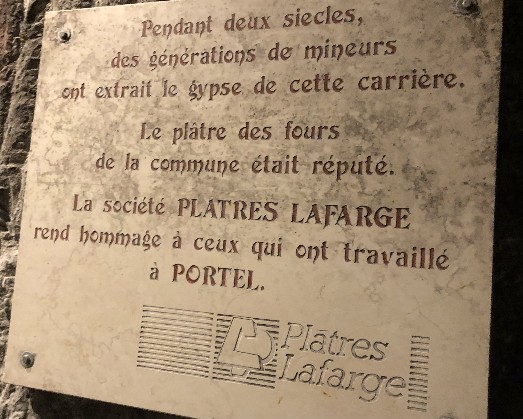 Pendant deux siecles,
des générations de mineurs
ont extrait le gypse de cette carrière.
Le plâtre des fours
de la commune était réputé.
La société PLATRES LAFARGE
rend hommage à ceux qui ont travaillé
à PORTEL.
Plâtres
Lafarge